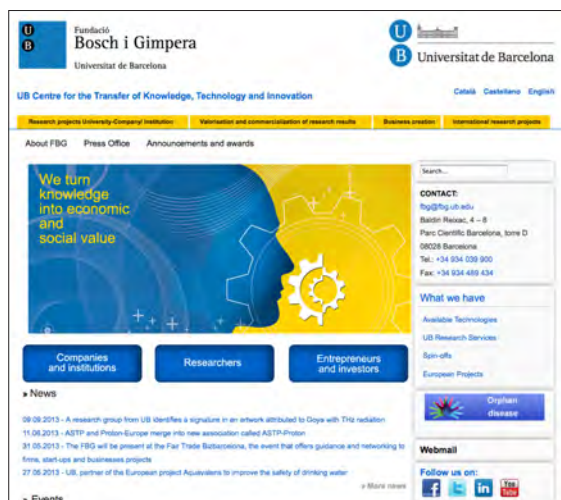 U
B
Fundació
Bosch i Gimpera
Universitat de Barcelona
U
B
Universitat de Barcelona
UB Centre for the Transfer of Knowledge, Technology and Innovation
Català Castellano English
Research projects University-Company/ Institution
Valorisation and commercialization of research results
Business creation
International research projects
About FBG Press Office Announcements and awards
We turn
knowledge
into economic
and
social value
Search...
CONTACT:
fbg@fbg.ub.edu
Baldiri Reixac, 4 – 8
Parc Científic Barcelona, torre D
08028 Barcelona
Tel.: +34 934 039 900
Fax: +34 934 489 434
What we have
Available Technologies
UB Research Services
Spin-offs
European Projects
Companies
and institutions
Researchers
Entrepreneurs
and investors
Orphan
disease
» News
A research group from UB identifies a signature in an artwork attributed to Goya with THz radiation
ASTP and Proton-Europe merge into new association called ASTP-Proton
31.05.2013 - The FBG will be present at the Fair Trade Bizbarcelona, the event that offers guidance and networking to
firms, start-ups and businesses projects
27.05.2013 - UB, partner of the European project Aquavalens to improve the safety of drinking water
» More news
Webmail
Follow us on:
f
in
You
Tube
» Events